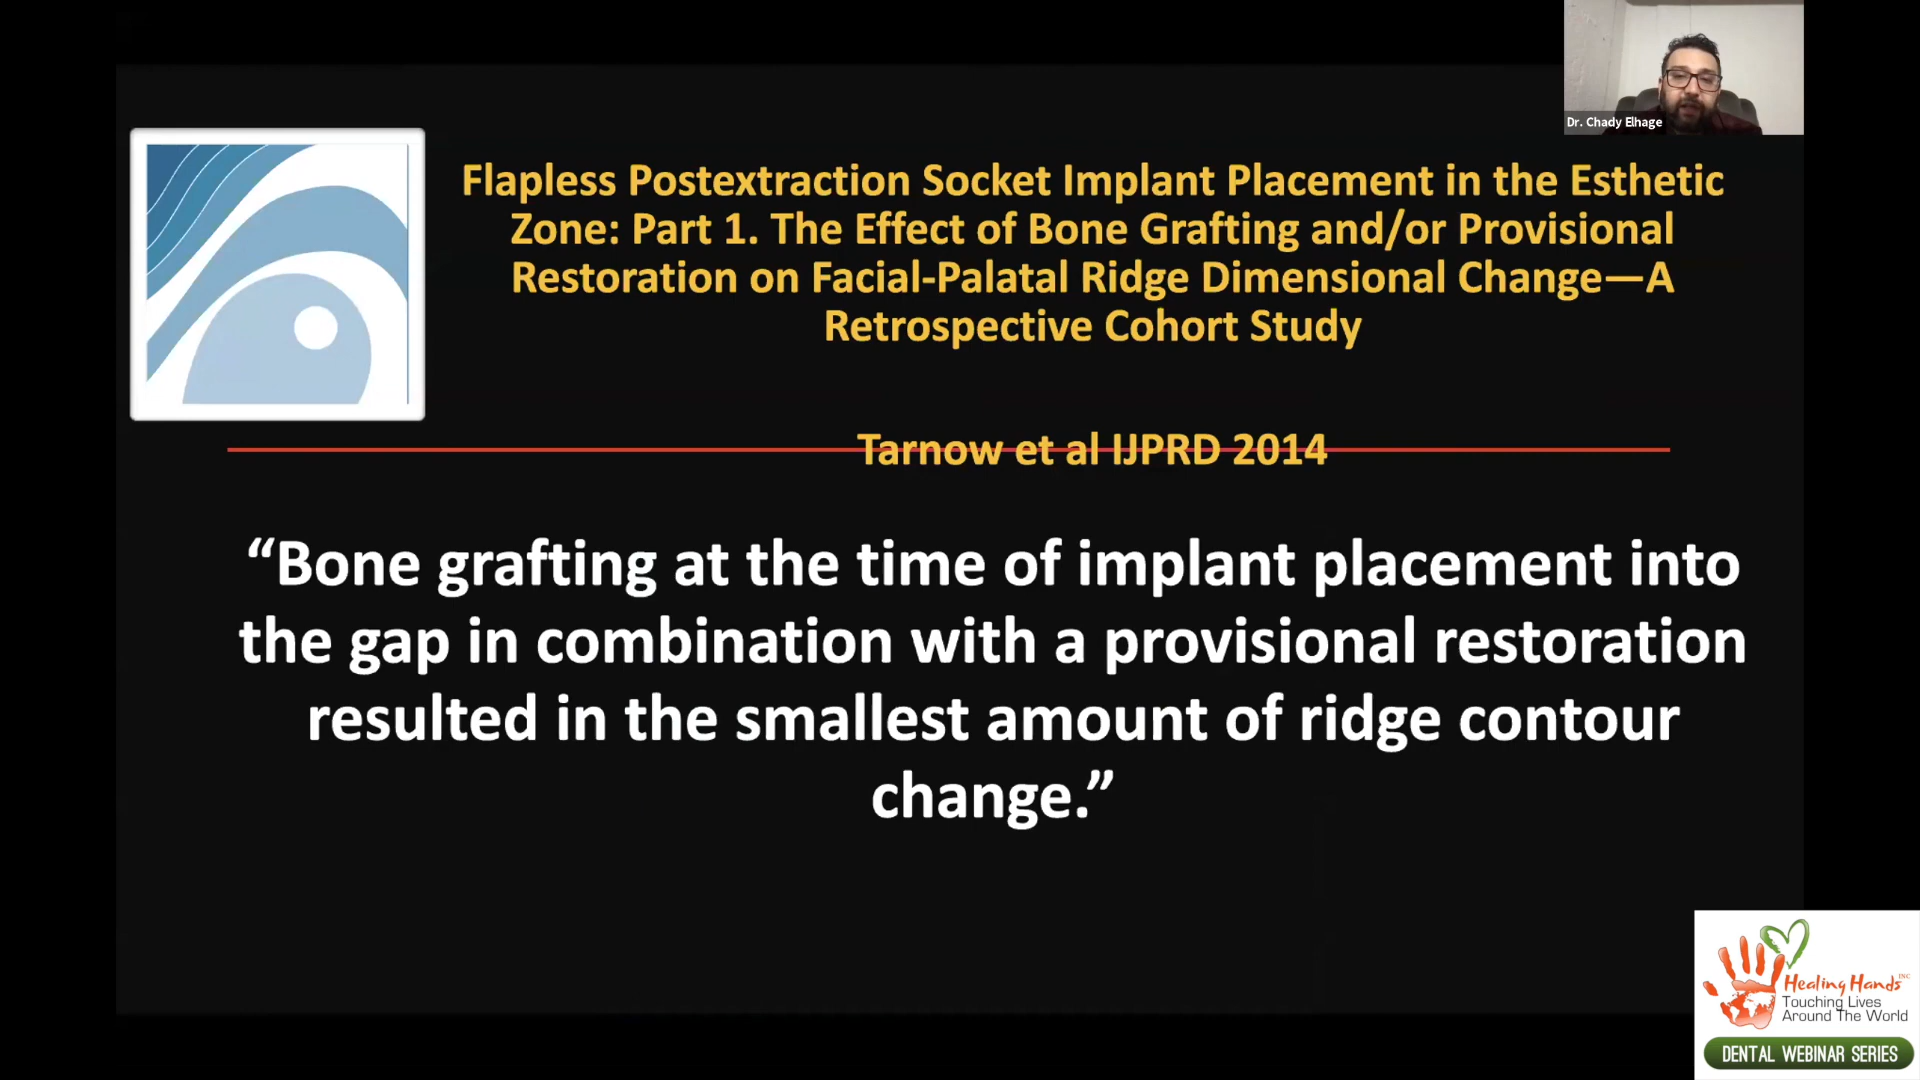 Dr. Chady Elhage
Flapless Postextraction Socket Implant Placement in the Esthetic
Zone: Part 1. The Effect of Bone Grafting and/or Provisional
Restoration on Facial-Palatal Ridge Dimensional Change—A
Retrospective Cohort Study
Tarnow et al IJPRD 2014
“Bone grafting at the time of implant placement into
the gap in combination with a provisional restoration
resulted in the smallest amount of ridge contour
change.”
Healing Hands INC
Touching Lives
Around The World
DENTAL WEBINAR SERIES